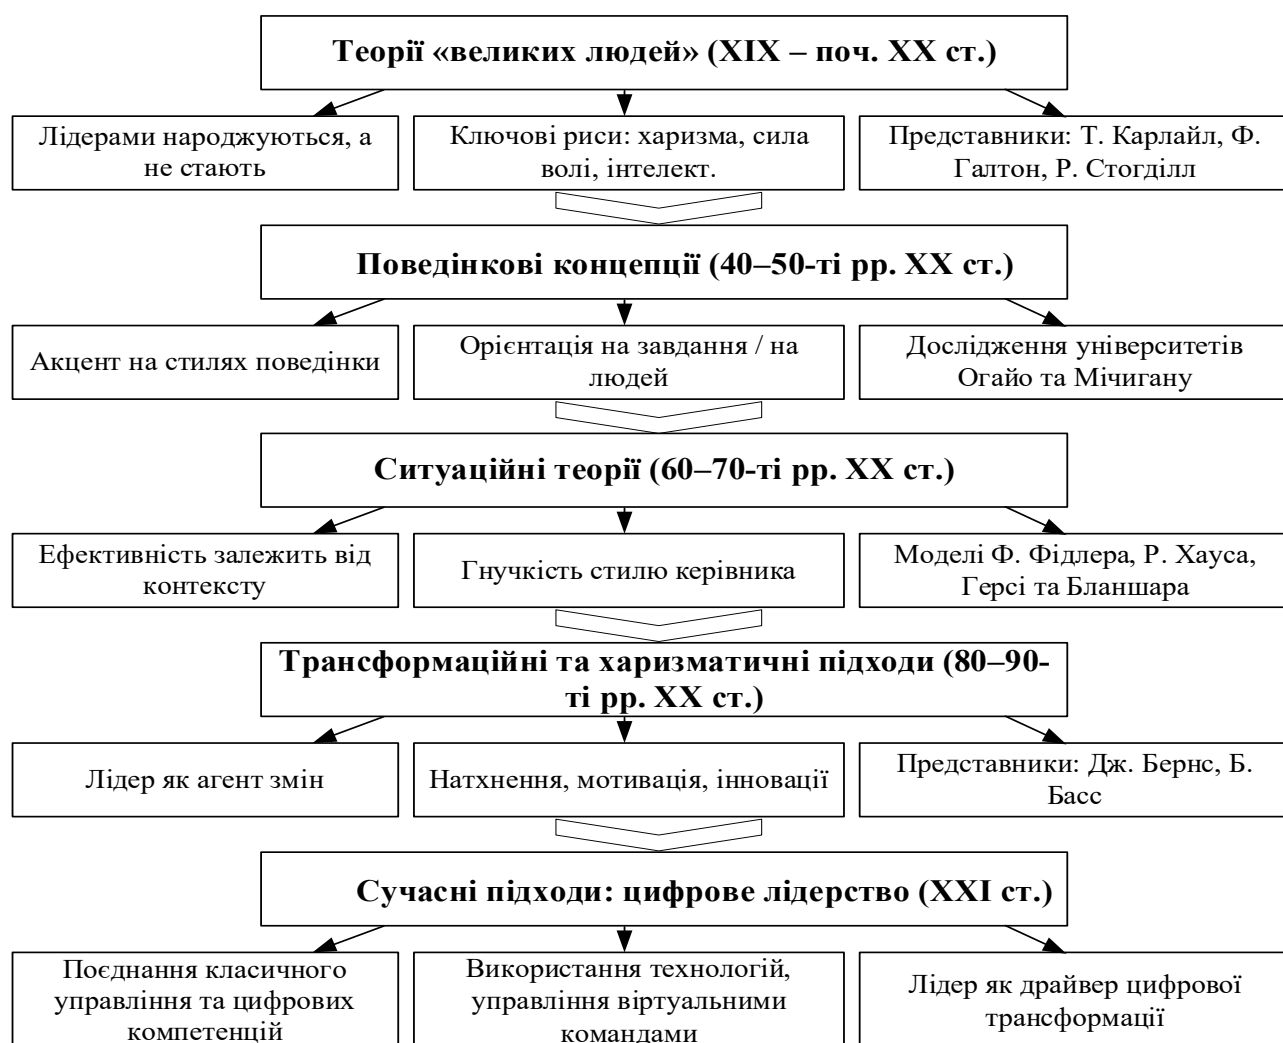 Теорії «великих людей» (XIX – поч. XX ст.)
Лідерами народжуються, а
не стають
Ключові риси: харизма, сила
волі, інтелект.
Представники: Т. Карлайл, Ф.
Галтон, Р. Стогділл
Поведінкові концепції (40–50-ті рр. XX ст.)
Акцент на стилях поведінки
Орієнтація на завдання / на
людей
Дослідження університетів
Огайо та Мічигану
Ситуаційні теорії (60–70-ті рр. XX ст.)
Ефективність залежить від
контексту
Гнучкість стилю керівника
Моделі Ф. Фідлера, Р. Хауса,
Герсі та Бланшара
Трансформаційні та харизматичні підходи (80–90-
ті рр. XX ст.)
Лідер як агент змін
Натхнення, мотивація, інновації
Представники: Дж. Бернс, Б.
Басс
Сучасні підходи: цифрове лідерство (XXI ст.)
Поєднання класичного
управління та цифрових
компетенцій
Використання технологій,
управління віртуальними
командами
Лідер як драйвер цифрової
трансформації